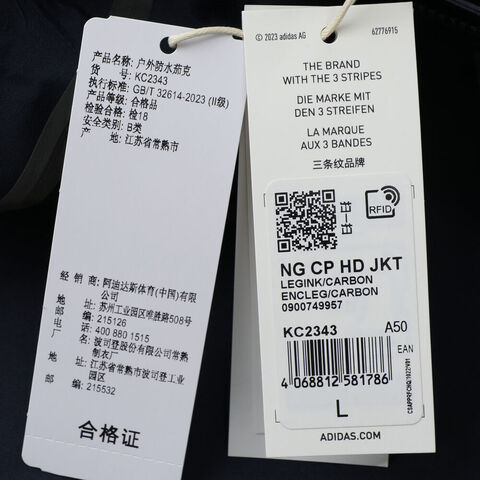 产品名称: 户外防水茄克
货 号: KC2343
执行标准: GB/T 32614-2023 (II级)
产品等级: 合格品
检验合格: 检18
安全类别: B类
产 地: 江苏省常熟市
经 销 商: 阿迪达斯体育(中国)有限
公司
地 址: 苏州工业园区唯胜路508号
邮 编: 215126
电 话: 400 880 1515
厂 名: 波司登股份有限公司常熟
制衣厂
地 址: 江苏省常熟市波司登工业
园区
邮 编: 215532
合格证
© 2023 adidas AG 62776915
THE BRAND
WITH THE 3 STRIPES
DIE MARKE MIT
DEN 3 STREIFEN
LA MARQUE
AUX 3 BANDES
三条纹品牌
RFID
NG CP HD JKT
LEGINK/CARBON
ENCLEG/CARBON
0900749957
KC2343 A50
EAN
4 068812 581786
L
ADIDAS.COM